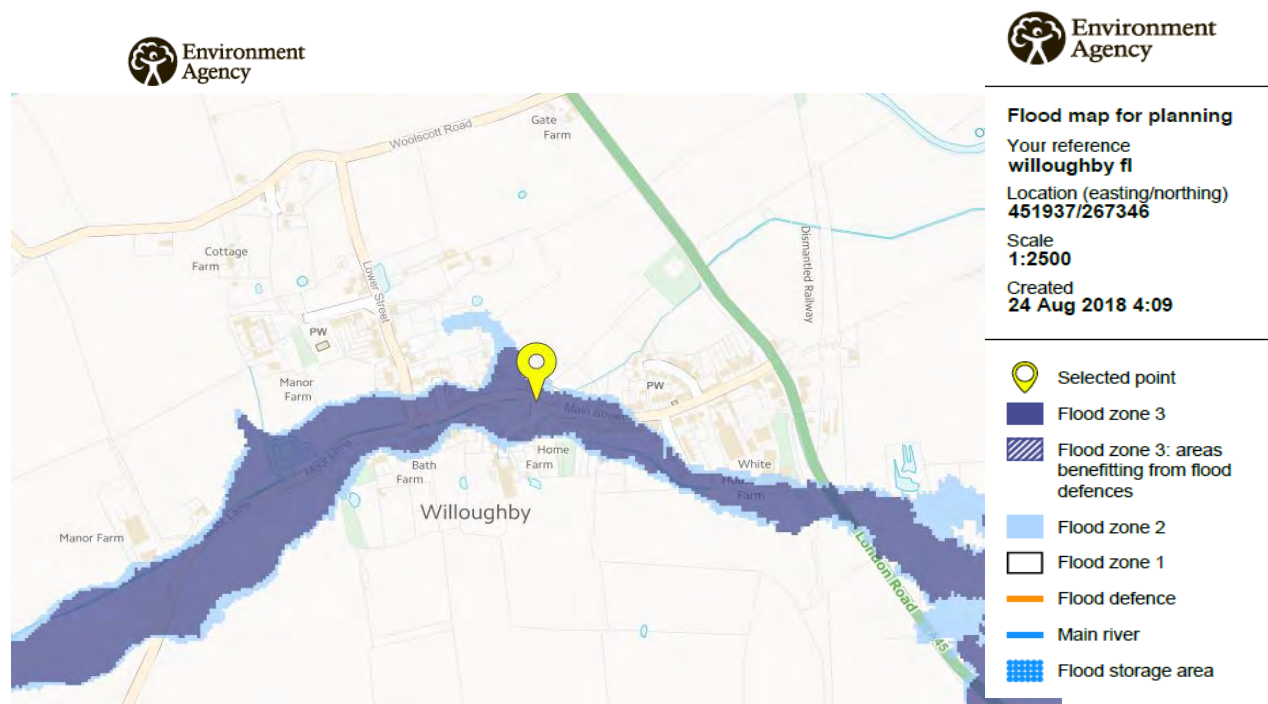 Environment
Agency
Environment
Agency
Flood map for planning
Your reference
willoughby fl
Location (easting/northing)
451937/267346
Scale
1:2500
Created
24 Aug 2018 4:09
Selected point
Flood zone 3
Flood zone 3: areas
benefitting from flood
defences
Flood zone 2
Flood zone 1
Flood defence
Main river
Flood storage area
Gate
Farm
Woolscott Road
Cottage
Farm
Lower Street
Dismantled Railway
PW
Manor
Farm
PW
Main Street
Home
Farm
Bath
Farm
White
Farm
Willoughby
Manor Farm
London Road
A45